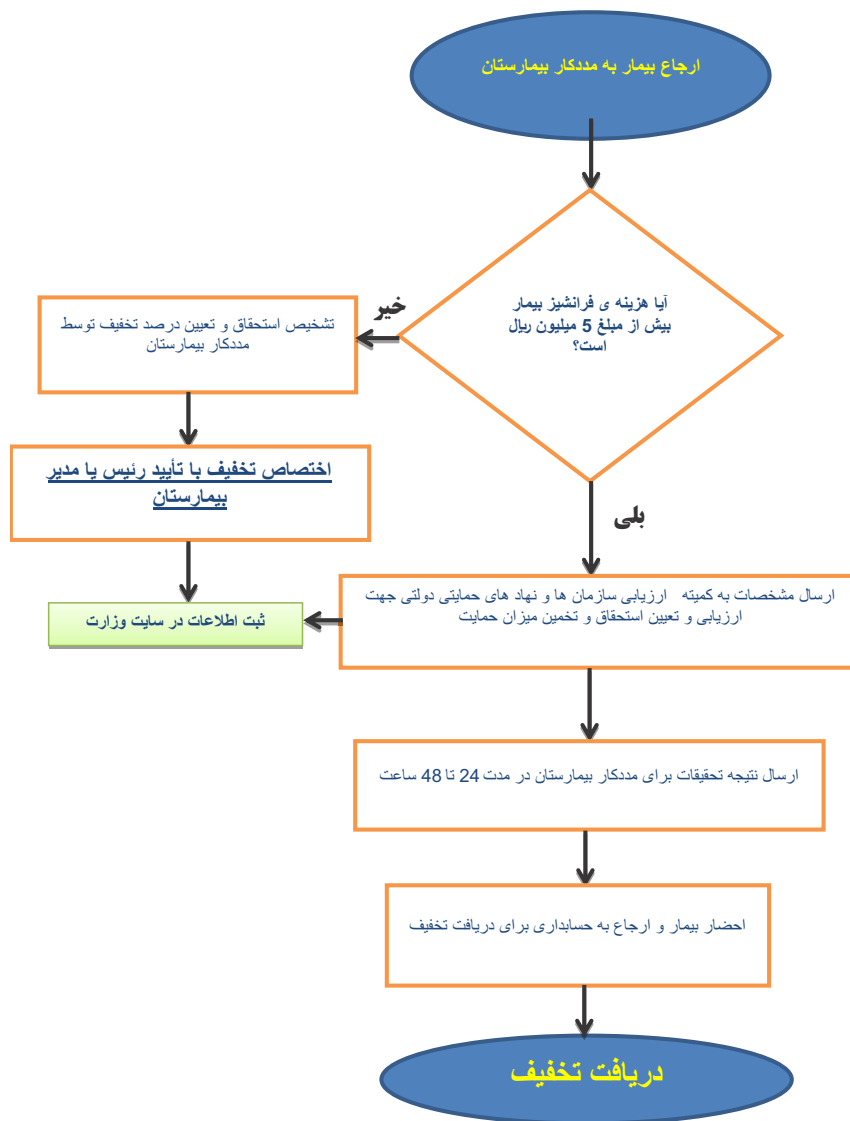 ارجاع بیمار به مددکار بیمارستان
آیا هزینه ی فرانشیز بیمار
بیش از مبلغ 5 میلیون ریال
است؟
خیر
تشخیص استحقاق و تعیین درصد تخفیف توسط
مددکار بیمارستان
اختصاص تخفیف با تأیید رئیس یا مدیر
بیمارستان
بلی
ارسال مشخصات به کمیته ارزیابی سازمان ها و نهاد های حمایتی دولتی جهت
ارزیابی و تعیین استحقاق و تخمین میزان حمایت
ثبت اطلاعات در سایت وزارت
ارسال نتیجه تحقیقات برای مددکار بیمارستان در مدت 24 تا 48 ساعت
احضار بیمار و ارجاع به حسابداری برای دریافت تخفیف
دریافت تخفیف